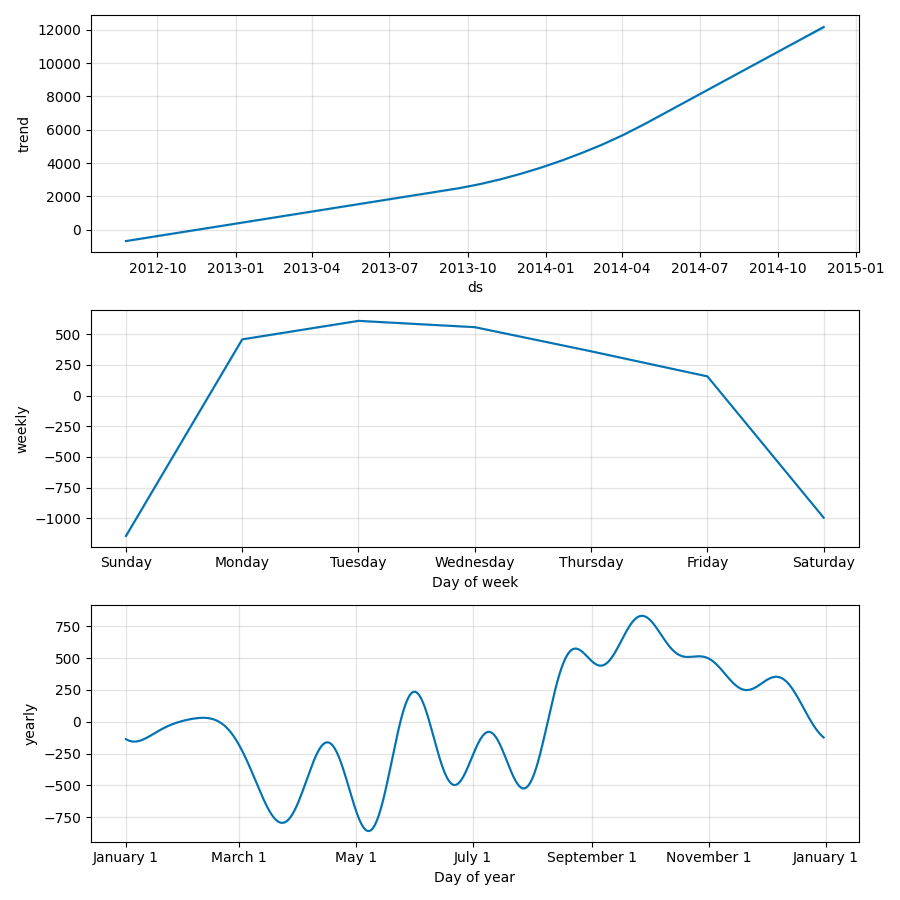 12000
10000
8000
6000
4000
2000
0
trend
2012-10 2013-01 2013-04 2013-07 2013-10 2014-01 2014-04 2014-07 2014-10 2015-01
ds
500
250
0
−250
−500
−750
−1000
weekly
Sunday Monday Tuesday Wednesday Thursday Friday Saturday
Day of week
750
500
250
0
−250
−500
−750
yearly
January 1 March 1 May 1 July 1 September 1 November 1 January 1
Day of year